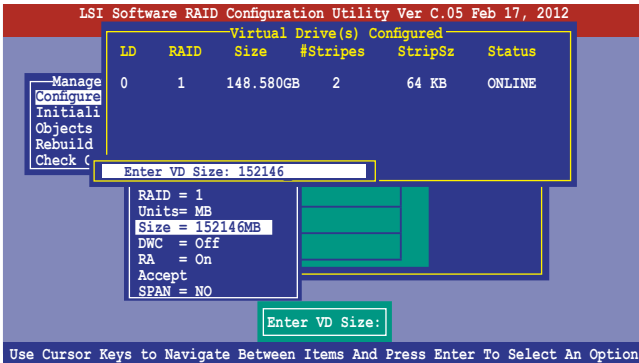 LSI Software RAID Configuration Utility Ver C.05 Feb 17, 2012
Virtual Drive(s) Configured
LD RAID Size #Stripes StripSz Status
0 1 148.580GB 2 64 KB ONLINE
Manage
Configure
Initiali
Objects
Rebuild
Check
Enter VD Size: 152146_
RAID = 1
Units= MB
Size = 152146MB
DWC = Off
RA = On
Accept
SPAN = NO
Enter VD Size:
Use Cursor Keys to Navigate Between Items And Press Enter To Select An Option